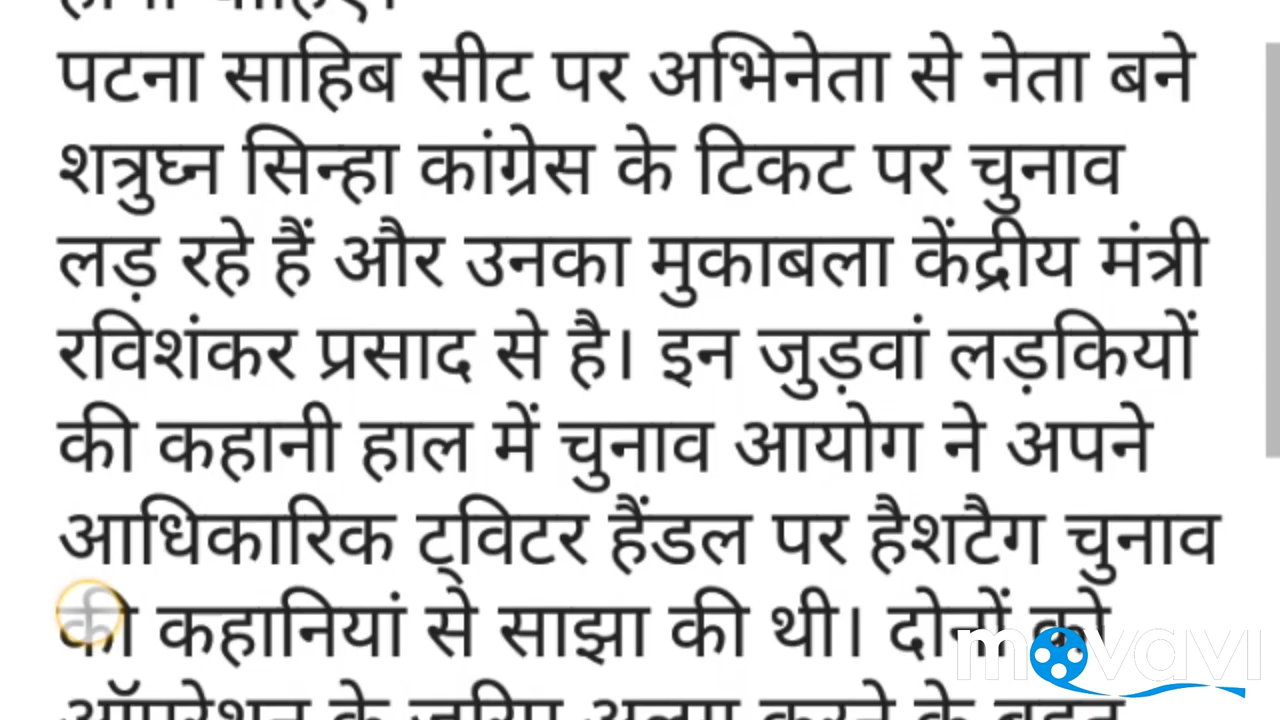 पटना साहिब सीट पर अभिनेता से नेता बने
शत्रुघ्न सिन्हा कांग्रेस के टिकट पर चुनाव
लड़ रहे हैं और उनका मुकाबला केंद्रीय मंत्री
रविशंकर प्रसाद से है। इन जुड़वां लड़कियों
की कहानी हाल में चुनाव आयोग ने अपने
आधिकारिक ट्विटर हैंडल पर हैशटैग चुनाव
की कहानियां से साझा की थी। दोनों को
movavi